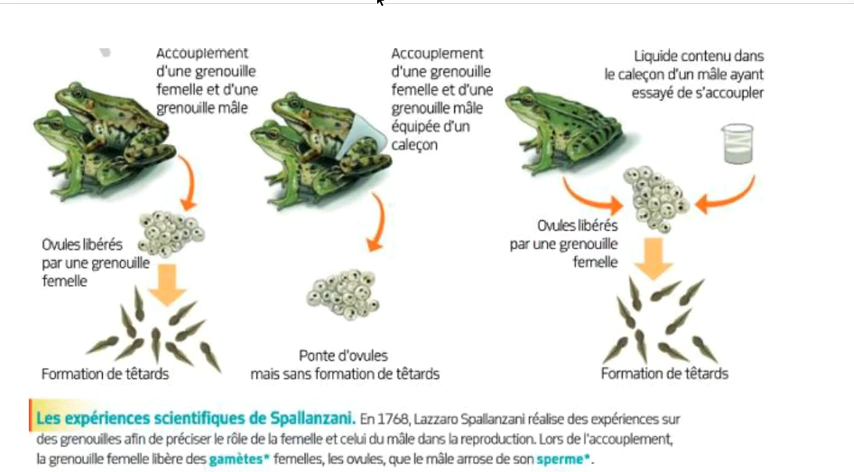 Accouplement
d'une grenouille
femelle et d'une
grenouille mâle
Accouplement
d'une grenouille
femelle et d'une
grenouille mâle
équipée d'un
caleçon
Liquide contenu dans
le caleçon d'un mâle ayant
essayé de s'accoupler
Ovules libérés
par une grenouille
femelle
Ovules libérés
par une grenouille
femelle
Formation de têtards
Ponte d'ovules
mais sans formation de têtards
Formation de têtards
Les expériences scientifiques de Spallanzani. En 1768, Lazzaro Spallanzani réalise des expériences sur
des grenouilles afin de préciser le rôle de la femelle et celui du mâle dans la reproduction. Lors de l'accouplement,
la grenouille femelle libère des gamètes* femelles, les ovules, que le mâle arrose de son sperme*.